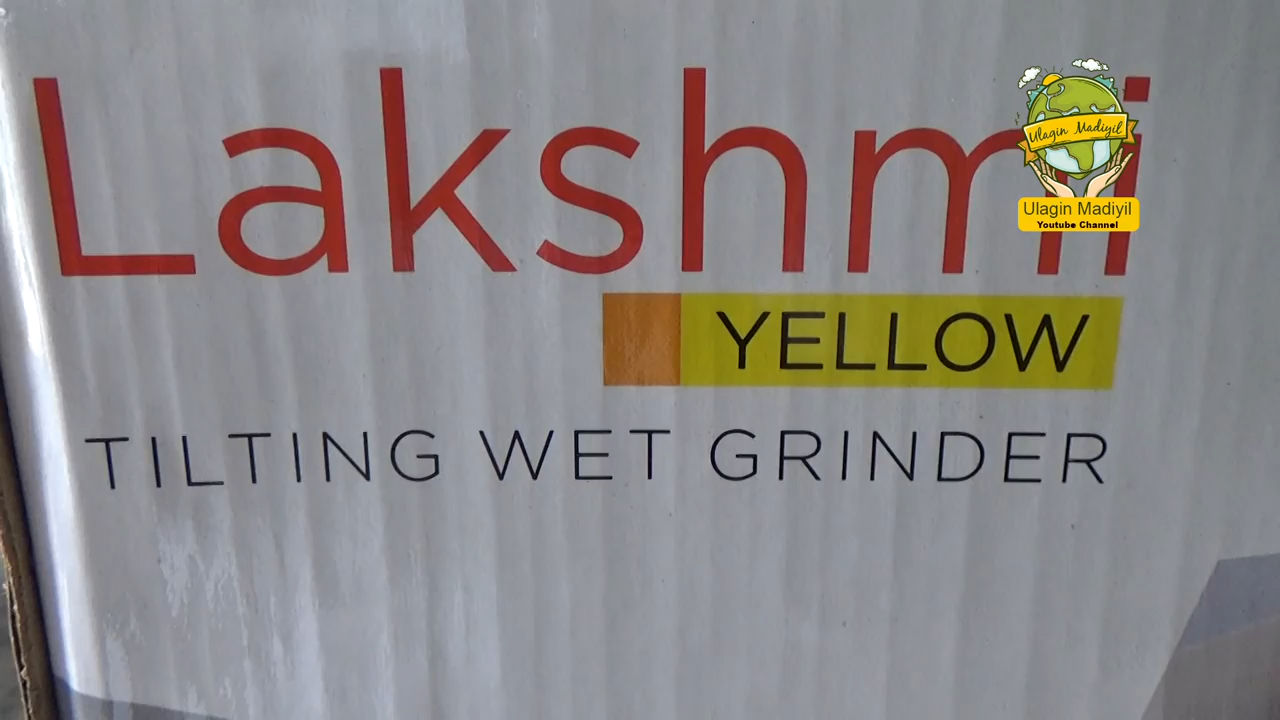 Lakshmi
YELLOW
TILTING WET GRINDER
Ulagin Madiyil
Ulagin Madiyil
Youtube Channel